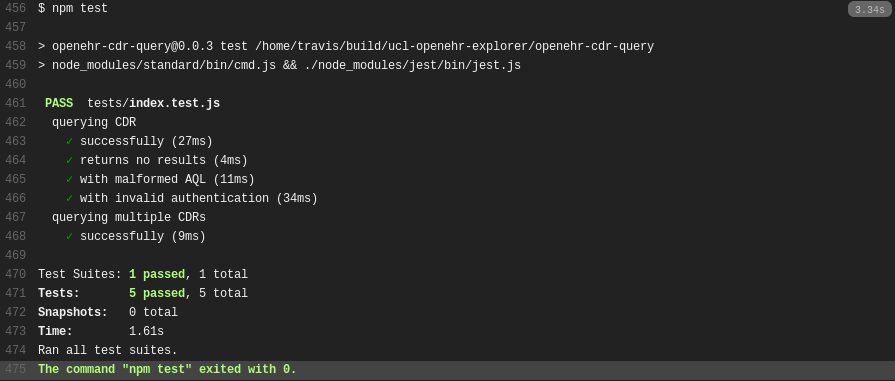 456 $ npm test 3.34s
457
458 > openehr-cdr-query@0.0.3 test /home/travis/build/ucl-openehr-explorer/openehr-cdr-query
459 > node_modules/standard/bin/cmd.js && ./node_modules/jest/bin/jest.js
460
461 PASS tests/index.test.js
462 querying CDR
463 ✓ successfully (27ms)
464 ✓ returns no results (4ms)
465 ✓ with malformed AQL (11ms)
466 ✓ with invalid authentication (34ms)
467 querying multiple CDRs
468 ✓ successfully (9ms)
469
470 Test Suites: 1 passed, 1 total
471 Tests: 5 passed, 5 total
472 Snapshots: 0 total
473 Time: 1.61s
474 Ran all test suites.
475 The command "npm test" exited with 0.